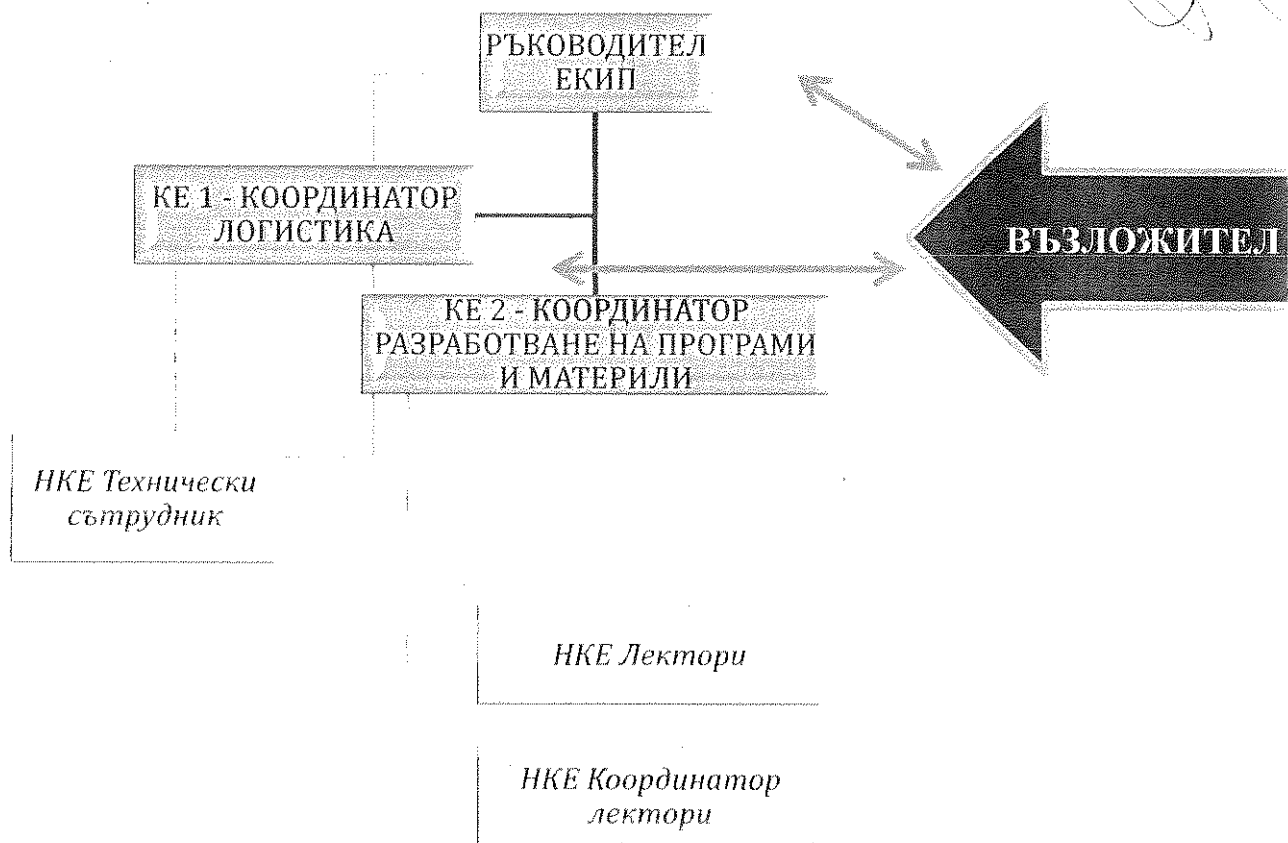 РЪКОВОДИТЕЛ
ЕКИП
КЕ 1 - КООРДИНАТОР
ЛОГИСТИКА
ВЪЗЛОЖИТЕЛ
КЕ 2 - КООРДИНАТОР
РАЗРАБОТВАНЕ НА ПРОГРАМИ
И МАТЕРИЛИ
НКЕ Технически
сътрудник
НКЕ Лектори
НКЕ Координатор
лектори